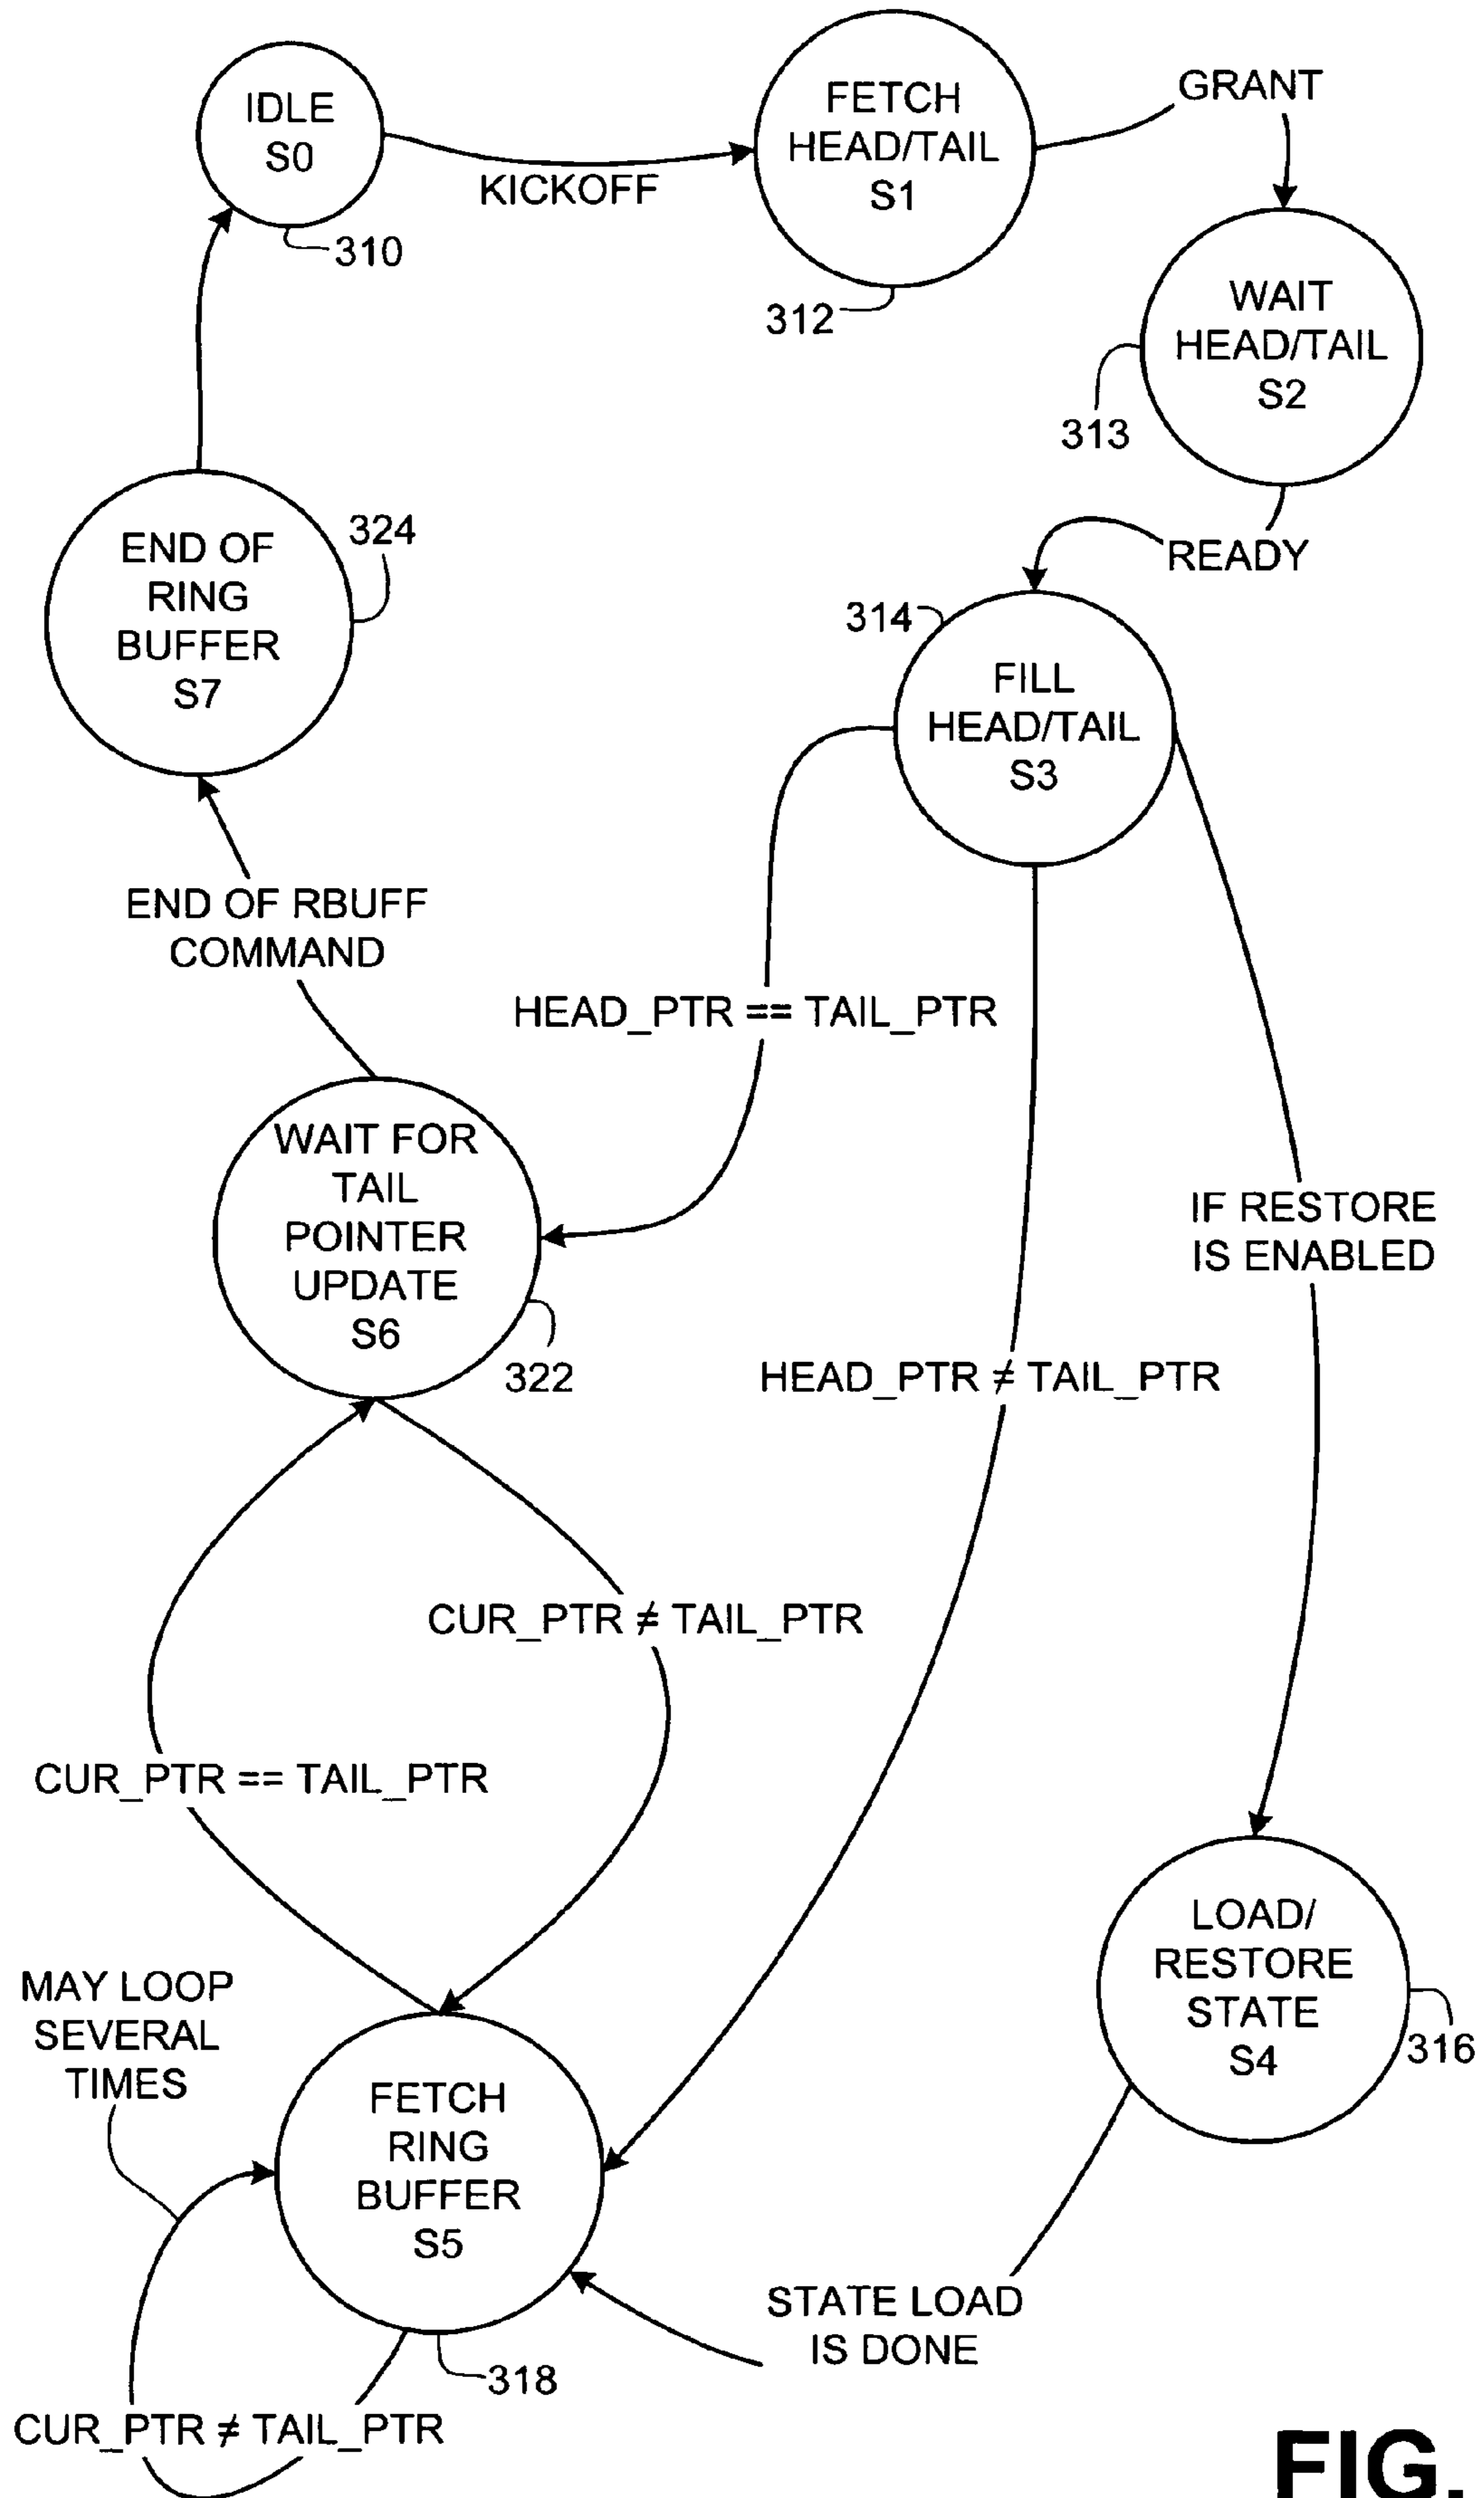 IDLE
S0
310
KICKOFF
FETCH
HEAD/TAIL
S1
312
GRANT
WAIT
HEAD/TAIL
S2
313
READY
END OF
RING
BUFFER
S7
324
314
FILL
HEAD/TAIL
S3
END OF RBUFF
COMMAND
HEAD_PTR == TAIL_PTR
WAIT FOR
TAIL
POINTER
UPDATE
S6
322
IF RESTORE
IS ENABLED
HEAD_PTR ≠ TAIL_PTR
CUR_PTR ≠ TAIL_PTR
CUR_PTR == TAIL_PTR
LOAD/
RESTORE
STATE
S4
316
MAY LOOP
SEVERAL
TIMES
FETCH
RING
BUFFER
S5
318
STATE LOAD
IS DONE
CUR_PTR ≠ TAIL_PTR
FIG.